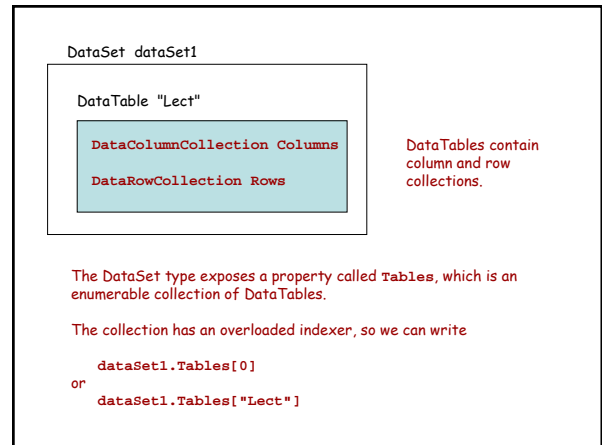 DataSet dataSet1
DataTable "Lect"
DataColumnCollection Columns
DataRowCollection Rows
DataTables contain
column and row
collections.
The DataSet type exposes a property called Tables, which is an
enumerable collection of DataTables.
The collection has an overloaded indexer, so we can write
dataSet1.Tables[0]
or
dataSet1.Tables["Lect"]